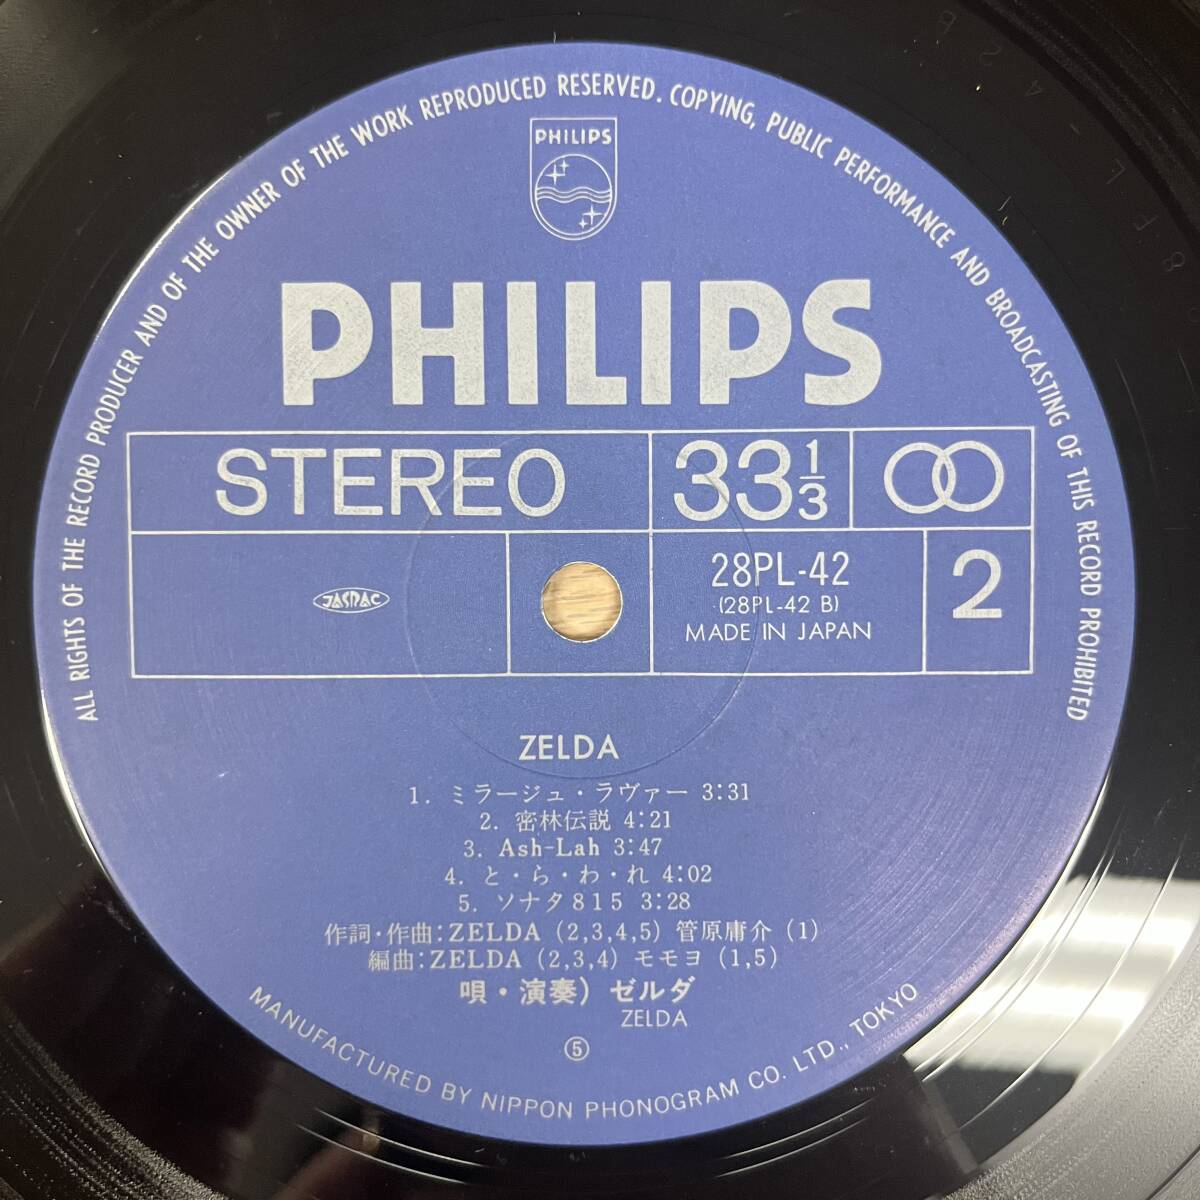 ALL RIGHTS OF THE RECORD PRODUCER AND OF THE OWNER OF THE WORK REPRODUCED RESERVED. COPYING, PUBLIC PERFORMANCE AND BROADCASTING OF THIS RECORD PROHIBITED
PHILIPS
PHILIPS
STEREO 33 1/3
JASRAC
28PL-42
(28PL-42 B)
MADE IN JAPAN
2
ZELDA
1. ミラージュ・ラヴァー 3:31
2. 密林伝説 4:21
3. Ash-Lah 3:47
4. と・ら・わ・れ 4:02
5. ソナタ815 3:28
作詞・作曲:ZELDA (2,3,4,5) 管原庸介 (1)
編曲:ZELDA (2,3,4) モモヨ (1,5)
唄・演奏) ゼルダ
ZELDA
⑤
MANUFACTURED BY NIPPON PHONOGRAM CO. LTD., TOKYO